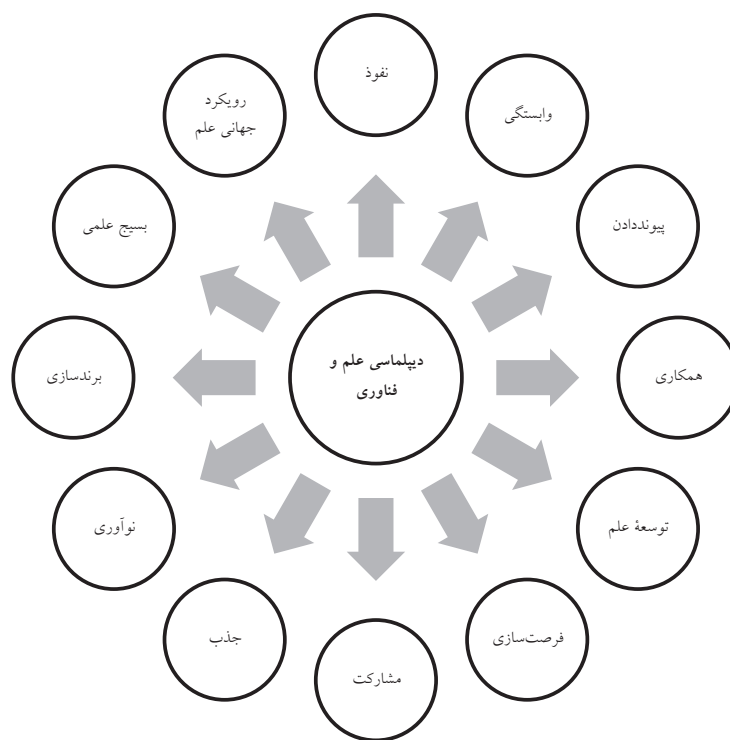 نفوذ
وابستگی
پیونددادن
همکاری
توسعۀ علم
فرصت‌سازی
مشارکت
جذب
نوآوری
برندسازی
بسیج علمی
رویکرد
جهانی علم
دیپلماسی علم و
فناوری